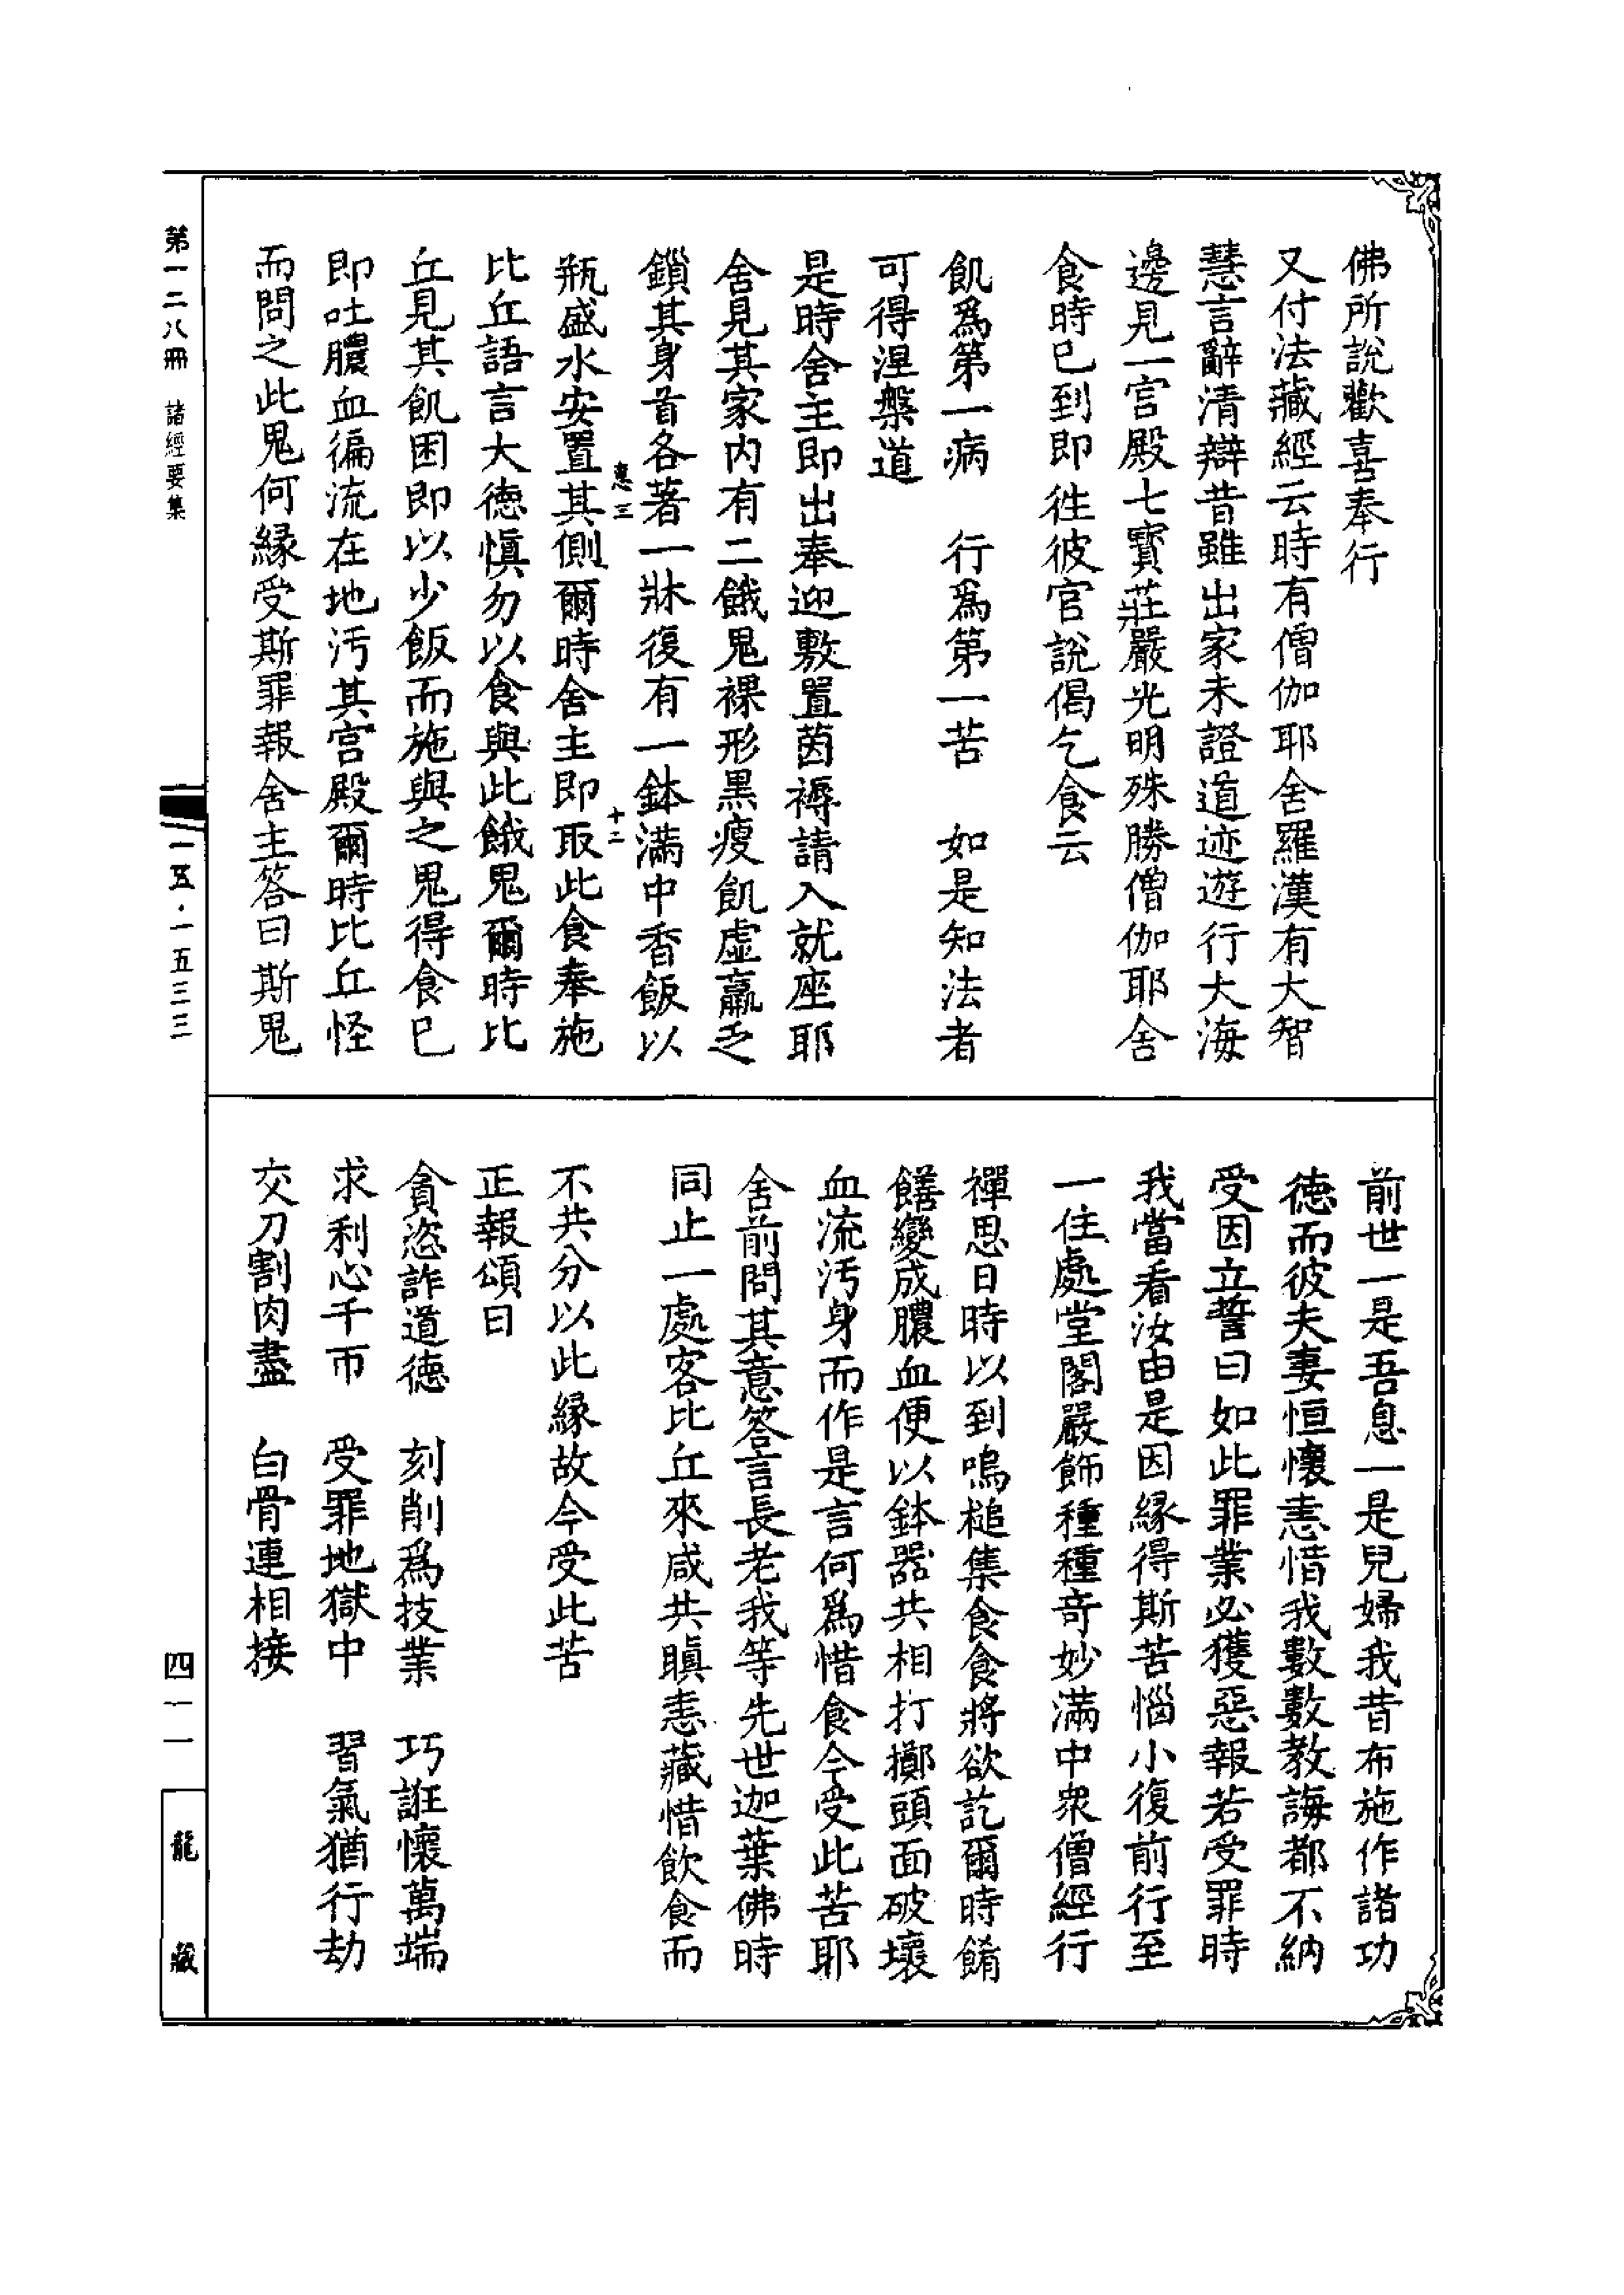 佛所說歡喜奉行
又付法藏經云時有僧伽耶舍羅漢有大智
慧言辭清辯昔雖出家未證道迹遊行大海
邊見一宮殿七寶莊嚴光明殊勝僧伽耶舍
食時巳到即往彼宮說偈乞食云
飢爲第一病　行爲第一苦　如是知法者
可得涅槃道
是時舍主即出奉迎敷置茵褥請入就座耶
舍見其家内有二餓鬼裸形黑瘦飢虛羸乏
鎖其身首各著一牀復有一鉢滿中香飯以
惠三　十二
瓶盛水安置其側爾時舍主即取此食奉施
比丘語言大德慎勿以食與此餓鬼爾時比
丘見其飢困即以少飯而施與之鬼得食巳
即吐膿血徧流在地汚其宮殿爾時比丘怪
而問之此鬼何緣受斯罪報舍主答曰斯鬼
前世一是吾息一是兒婦我昔布施作諸功
德而彼夫妻恒懷恚惜我數數教誨都不納
受因立誓曰如此罪業必獲惡報若受罪時
我當看汝由是因緣得斯苦惱小復前行至
一住處堂閣嚴飾種種奇妙滿中衆僧經行
禪思日時以到鳴槌集食食將欲訖爾時餚
饍變成膿血便以鉢器共相打擲頭面破壞
血流汚身而作是言何爲惜食今受此苦耶
舍前問其意答言長老我等先世迦葉佛時
同止一處客比丘來咸共瞋恚藏惜飲食而
不共分以此緣故今受此苦
正報頌曰
貪恣詐道德　刻削爲技業　巧誑懷萬端
求利心千帀　受罪地獄中　習氣猶行劫
交刀割肉盡　白骨連相接
第一二八冊　諸經要集
一五·一五三三
四一一
龍藏